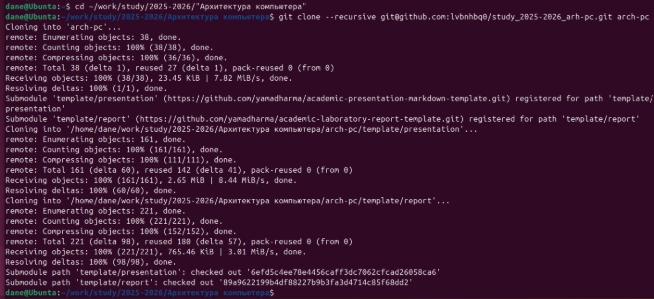 dane@Ubuntu:~$ cd ~/work/study/2025-2026/"Архитектура компьютера"
dane@Ubuntu:~/work/study/2025-2026/Архитектура компьютера$ git clone --recursive git@github.com:lvbnhhbq0/study_2025-2026_arh-pc.git arch-pc
Cloning into 'arch-pc'...
remote: Enumerating objects: 38, done.
remote: Counting objects: 100% (38/38), done.
remote: Compressing objects: 100% (36/36), done.
remote: Total 38 (delta 1), reused 27 (delta 1), pack-reused 0 (from 0)
Receiving objects: 100% (38/38), 23.45 KiB | 7.82 MiB/s, done.
Resolving deltas: 100% (1/1), done.
Submodule 'template/presentation' (https://github.com/yamadharma/academic-presentation-markdown-template.git) registered for path 'template/
presentation'
Submodule 'template/report' (https://github.com/yamadharma/academic-laboratory-report-template.git) registered for path 'template/report'
Cloning into '/home/dane/work/study/2025-2026/Архитектура компьютера/arch-pc/template/presentation'...
remote: Enumerating objects: 161, done.
remote: Counting objects: 100% (161/161), done.
remote: Compressing objects: 100% (111/111), done.
remote: Total 161 (delta 60), reused 142 (delta 41), pack-reused 0 (from 0)
Receiving objects: 100% (161/161), 2.65 MiB | 8.44 MiB/s, done.
Resolving deltas: 100% (60/60), done.
Cloning into '/home/dane/work/study/2025-2026/Архитектура компьютера/arch-pc/template/report'...
remote: Enumerating objects: 221, done.
remote: Counting objects: 100% (221/221), done.
remote: Compressing objects: 100% (152/152), done.
remote: Total 221 (delta 98), reused 180 (delta 57), pack-reused 0 (from 0)
Receiving objects: 100% (221/221), 765.46 KiB | 3.01 MiB/s, done.
Resolving deltas: 100% (98/98), done.
Submodule path 'template/presentation': checked out '6efd5c4ee78e4456caff3dc7062cfcad26058ca6'
Submodule path 'template/report': checked out '89a9622199b4df88227b9b3fa3d4714c85f68dd2'
dane@Ubuntu:~/work/study/2025-2026/Архитектура компьютера$